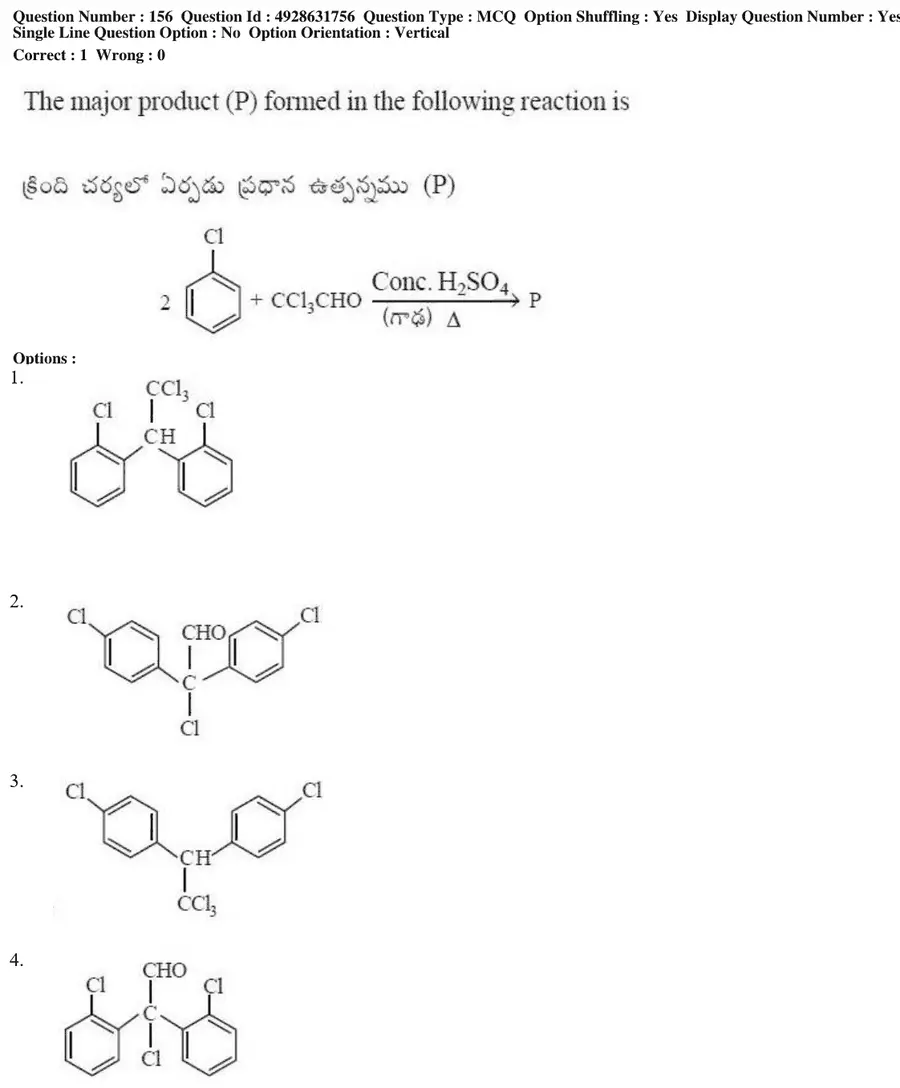 Question Number : 156 Question Id : 4928631756 Question Type : MCQ Option Shuffling : Yes Display Question Number : Yes
Single Line Question Option : No Option Orientation : Vertical
Correct : 1 Wrong : 0
The major product (P) formed in the following reaction is
క్రింది చర్యలో ఏర్పడు ప్రధాన ఉత్పన్నము (P)
Cl
2 + CCl₃CHO Conc. H₂SO₄ P
(గాఢ) Δ
Options :
1.
CCl₃
Cl Cl
CH
2.
Cl Cl
CHO
C
Cl
3.
Cl Cl
CH
CCl₃
4.
CHO
Cl Cl
C
Cl